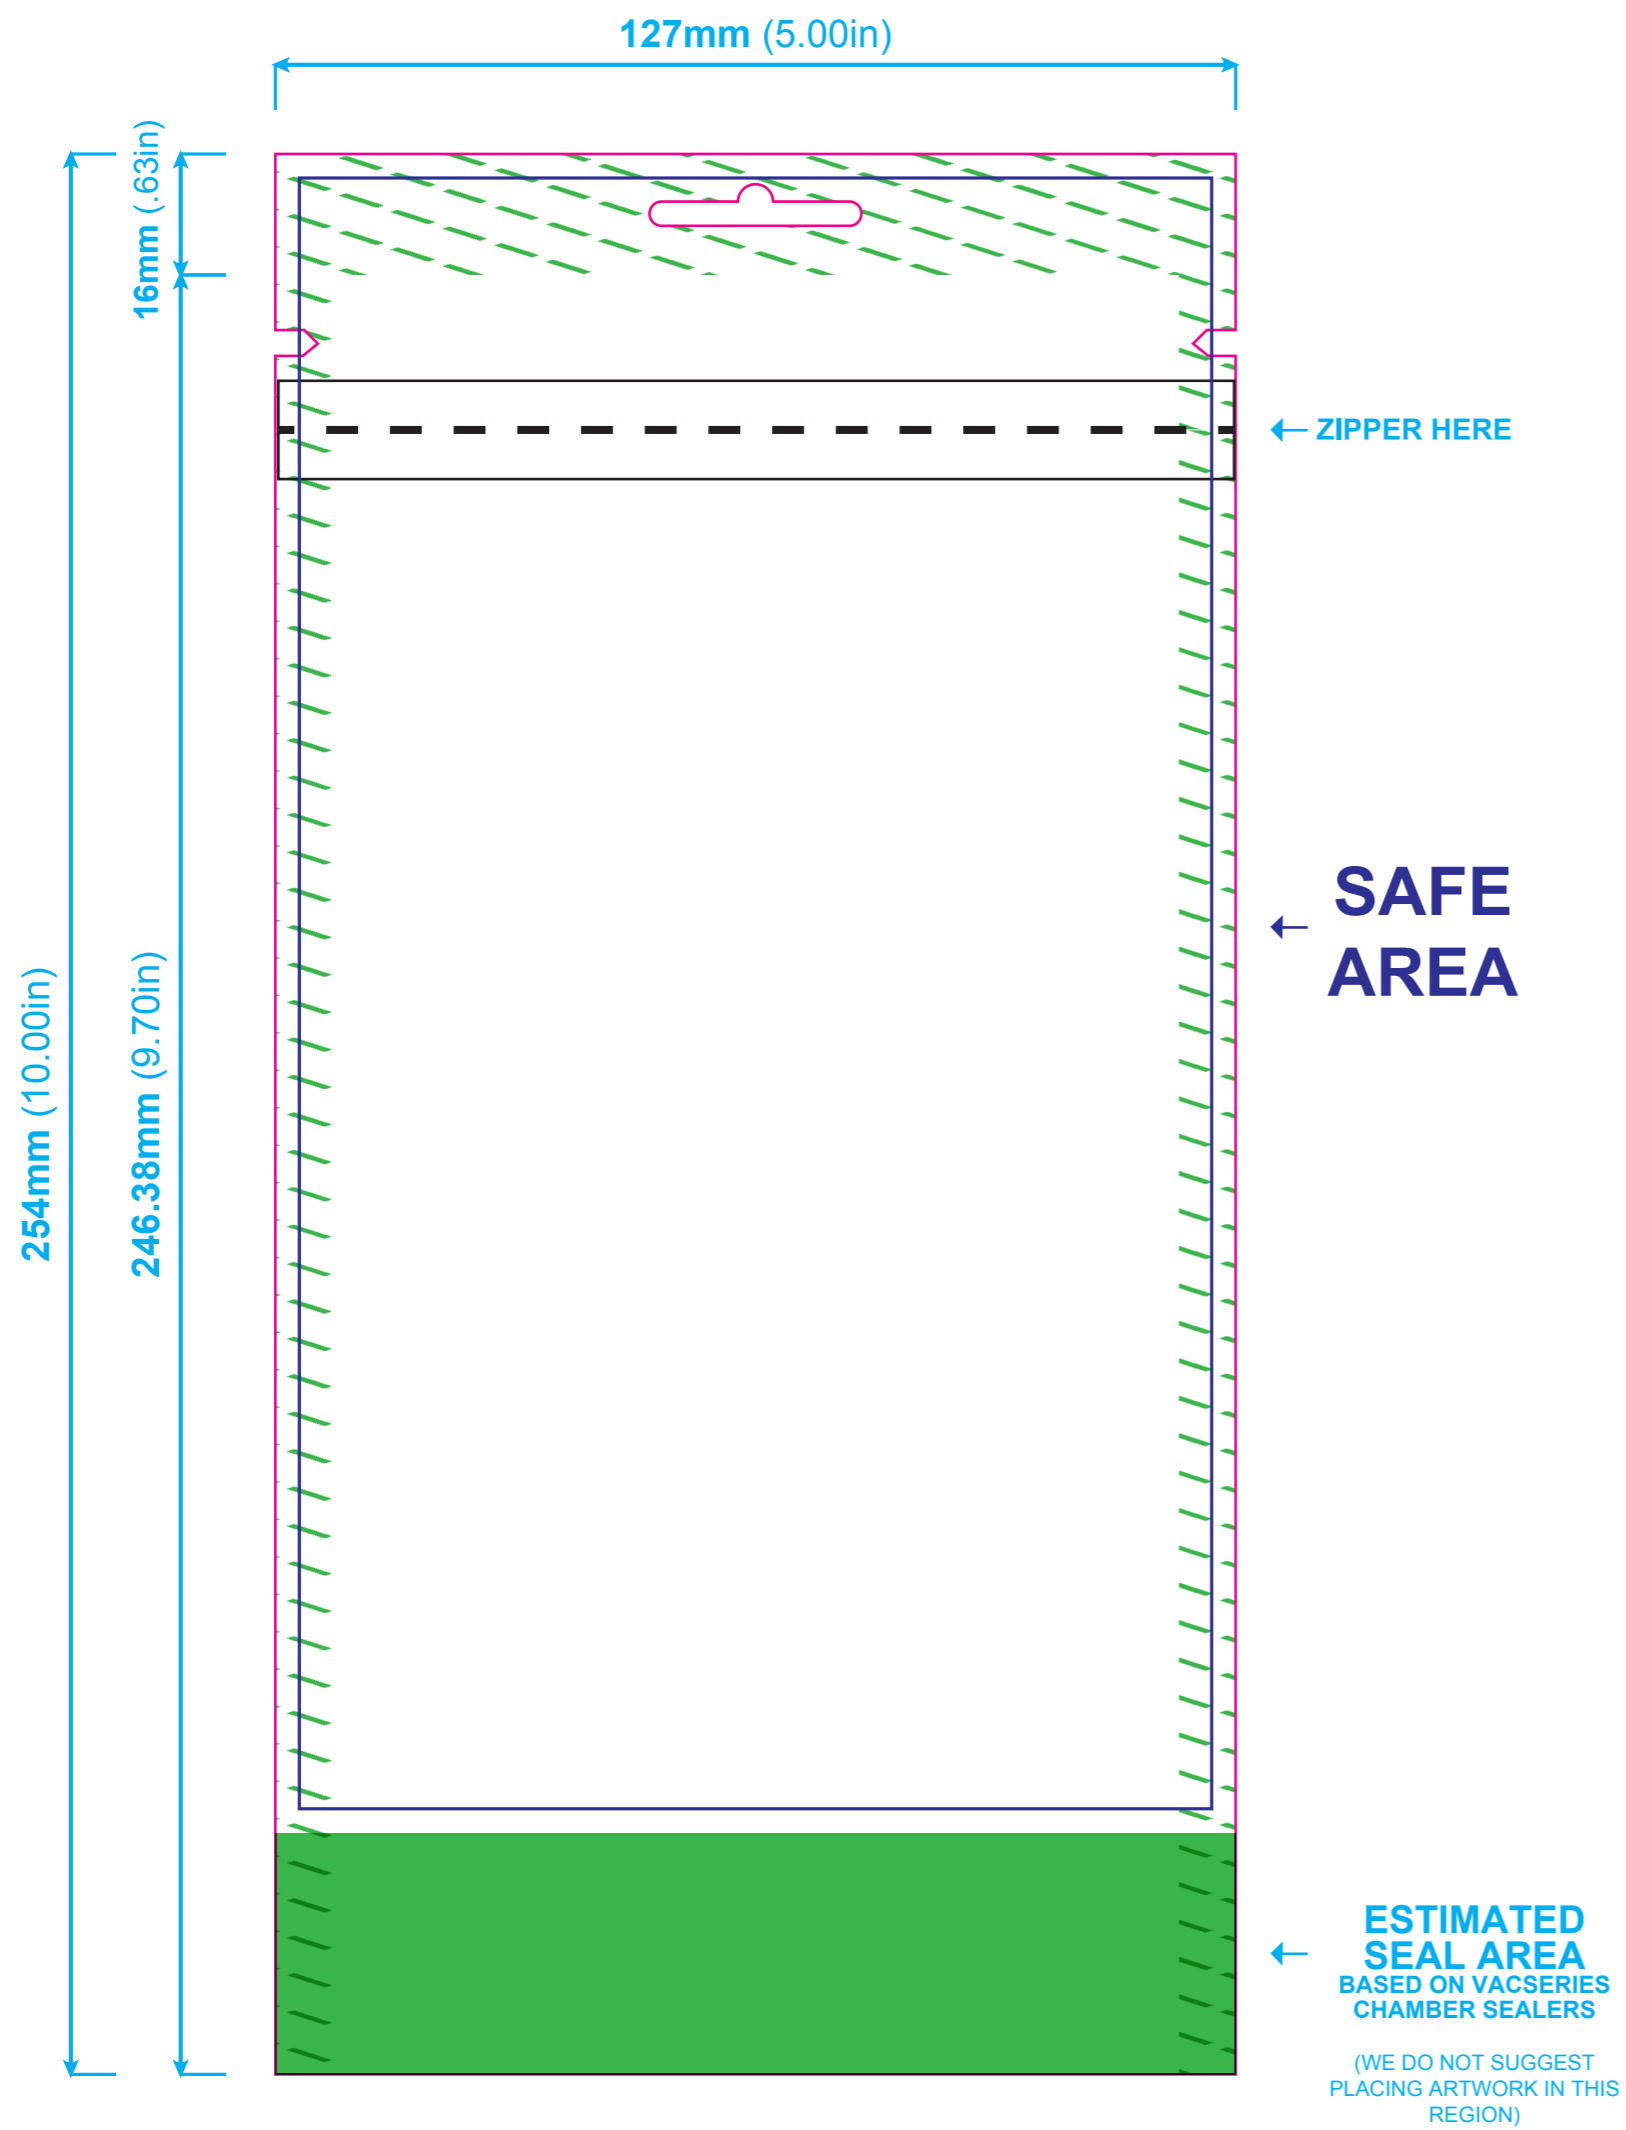 127mm (5.00in)
16mm (.63in)
254mm (10.00in)
246.38mm (9.70in)
ZIPPER HERE
SAFE
AREA
ESTIMATED
SEAL AREA
BASED ON VACSERIES
CHAMBER SEALERS
(WE DO NOT SUGGEST
PLACING ARTWORK IN THIS
REGION)